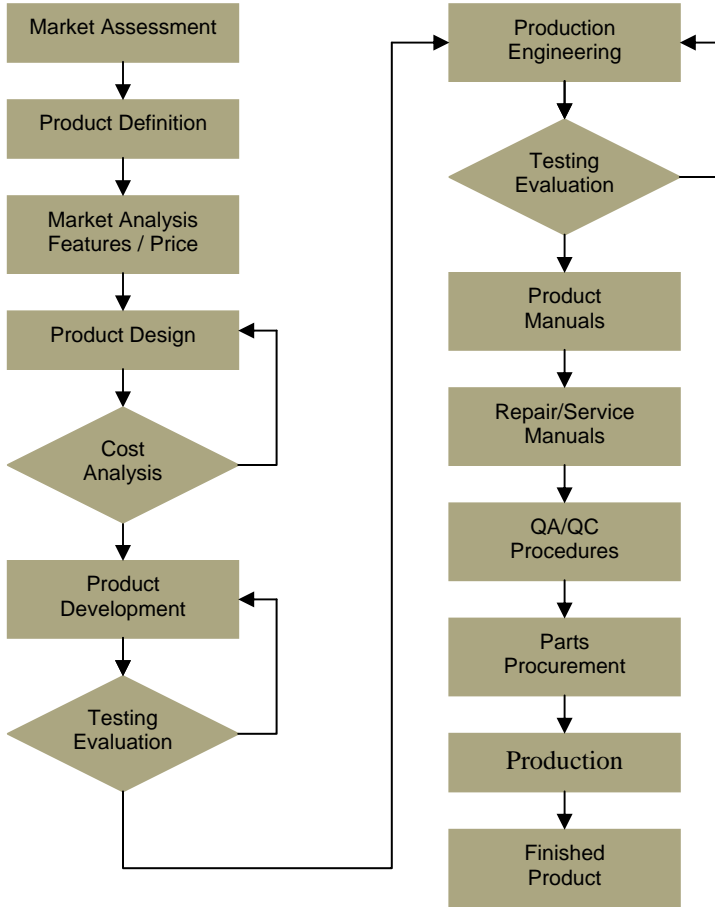 Market Assessment
Product Definition
Market Analysis
Features / Price
Product Design
Cost
Analysis
Product
Development
Testing
Evaluation
Production
Engineering
Testing
Evaluation
Product
Manuals
Repair/Service
Manuals
QA/QC
Procedures
Parts
Procurement
Production
Finished
Product